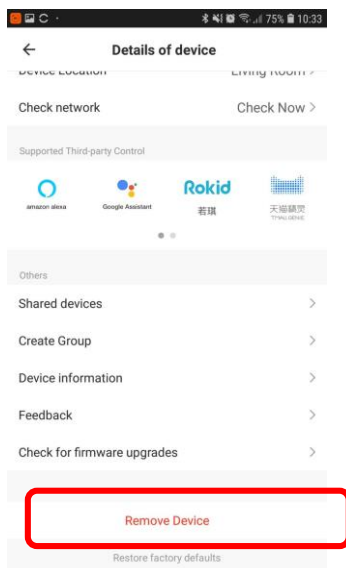 75% 10:33
Details of device
Device Location Living Room >
Check network Check Now >
Supported Third-party Control
amazon alexa
Google Assistant
Rokid
若琪
天猫精灵
TMALL GENIE
Others
Shared devices >
Create Group >
Device information >
Feedback >
Check for firmware upgrades >
Remove Device
Restore factory defaults